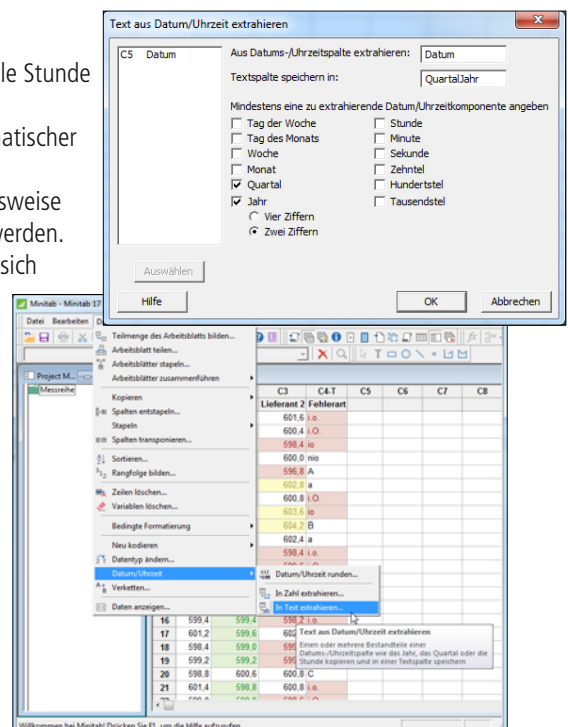 le Stunde
atischer
sweise
werden.
sich
Text aus Datum/Uhrzeit extrahieren
C5 Datum
Aus Datums-/Uhrzeitspalte extrahieren: Datum
Textspalte speichern in: QuartalJahr
Mindestens eine zu extrahierende Datum/Uhrzeitkomponente angeben
Tag der Woche Stunde
Tag des Monats Minute
Woche Sekunde
Monat Zehntel
Quartal Hundertstel
Jahr Tausendstel
Vier Ziffern
Zwei Ziffern
Auswählen
Hilfe OK Abbrechen
Minitab - Minitab 17
Datei Bearbeiten
Project M...
Messreihe
Teilmenge des Arbeitsblatts bilden...
Arbeitsblatt teilen...
Arbeitsblätter stapeln...
Arbeitsblätter zusammenführen
Kopieren
Spalten entstapeln...
Stapeln
Spalten transponieren...
Sortieren...
Rangfolge bilden...
Zeilen löschen...
Variablen löschen...
Bedingte Formatierung
Neu kodieren
Datentyp ändern...
Datum/Uhrzeit
Verketten...
Daten anzeigen...
Datum/Uhrzeit runden...
In Zahl extrahieren...
In Text extrahieren...
C3 C4-T C5 C6 C7 C8
Lieferant 2 Fehlerart
601,6 i.o.
600,4 i.O.
598,4 io
600,0 nio
596,8 A
602,8 a
600,8 i.O.
603,6 io
604,2 B
602,4 a
598,4 i.o.
16 599,4 599,4 598,2 i.o.
17 601,2 599,6 602
18 598,4 599,0 599
19 599,2 599,2 599
20 598,8 600,6 600,8 C
21 601,4 598,8 600,8 i.o.
Text aus Datum/Uhrzeit extrahieren
Einen oder mehrere Bestandteile einer
Datums-/Uhrzeitspalte wie das Jahr, das Quartal oder die
Stunde kopieren und in einer Textspalte speichern
Willkommen bei Minitab! Drücken Sie F1, um die Hilfe aufzurufen.